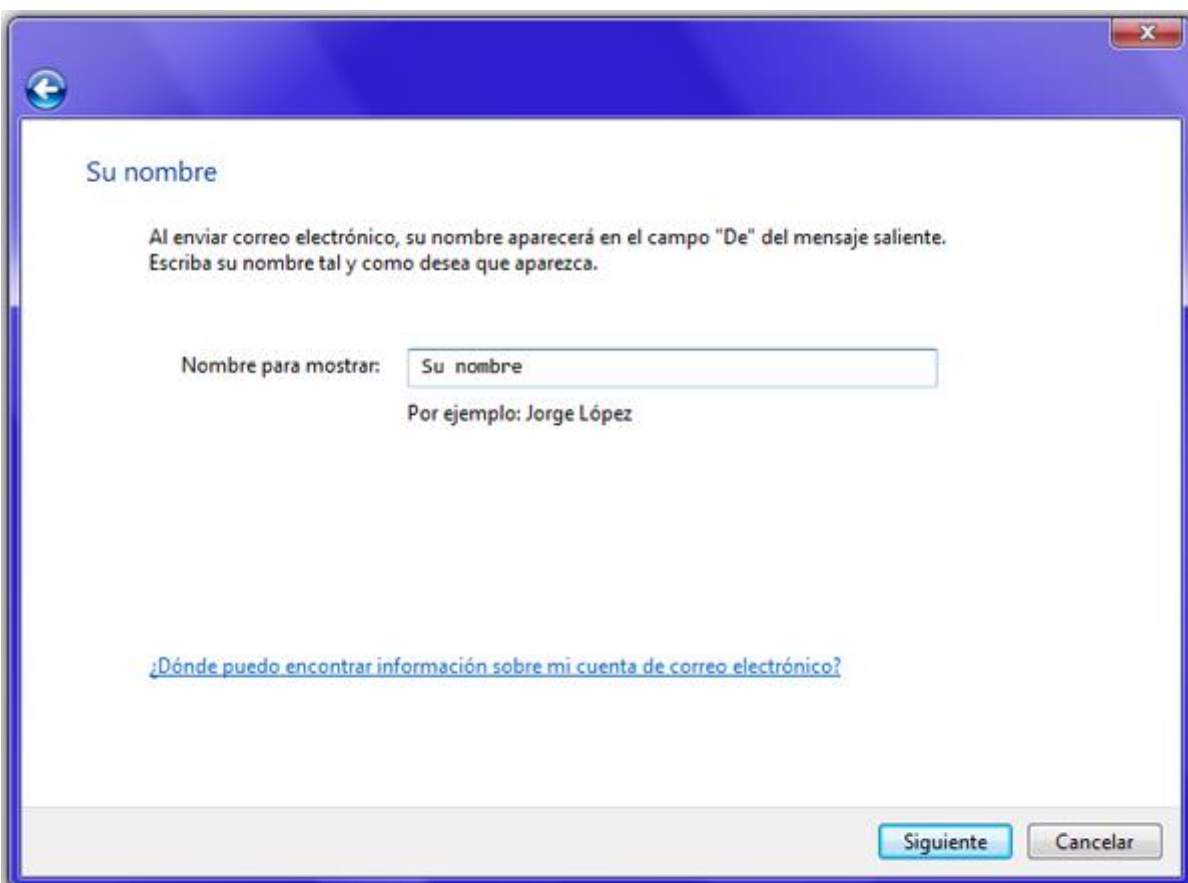 Su nombre
Al enviar correo electrónico, su nombre aparecerá en el campo "De" del mensaje saliente.
Escriba su nombre tal y como desea que aparezca.
Nombre para mostrar: Su nombre
Por ejemplo: Jorge López
¿Dónde puedo encontrar información sobre mi cuenta de correo electrónico?
Siguiente Cancelar